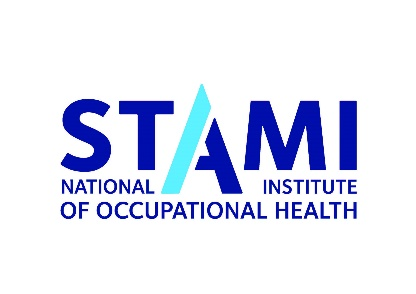 STAMI
NATIONAL INSTITUTE
OF OCCUPATIONAL HEALTH